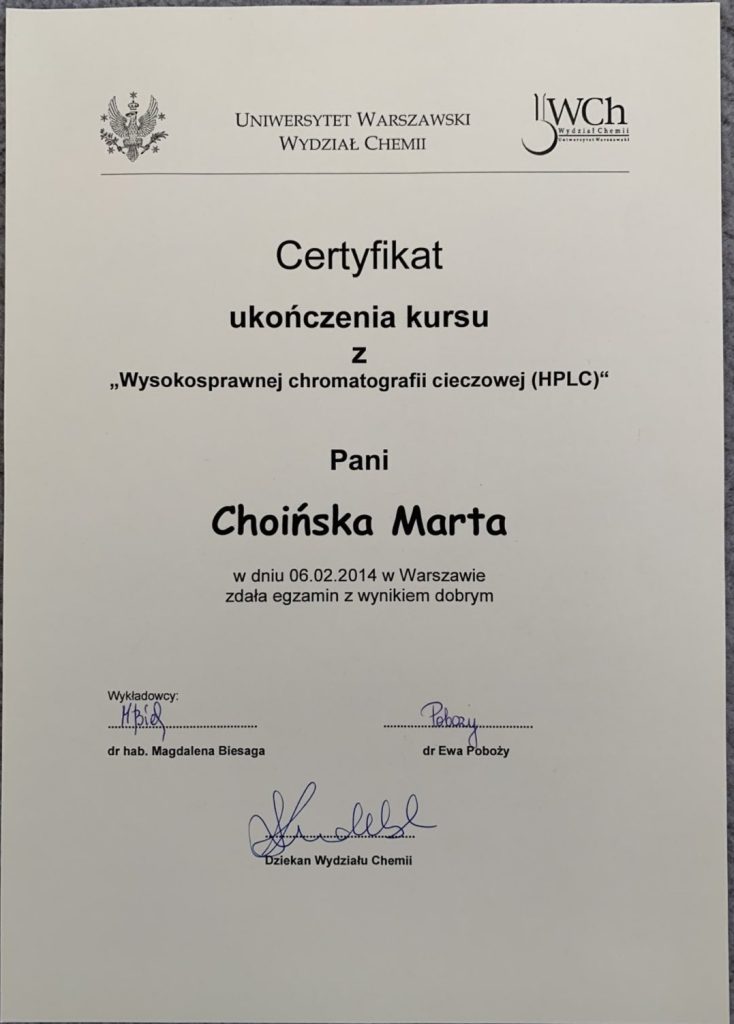 UNIWERSYTET WARSZAWSKI
WYDZIAŁ CHEMII
WCh
Wydział Chemii
Uniwersytet Warszawski
Certyfikat
ukończenia kursu
z
„Wysokosprawnej chromatografii cieczowej (HPLC)“
Pani
Choińska Marta
w dniu 06.02.2014 w Warszawie
zdała egzamin z wynikiem dobrym
Wykładowcy:
Poboży
dr hab. Magdalena Biesaga
dr Ewa Poboży
Dziekan Wydziału Chemii